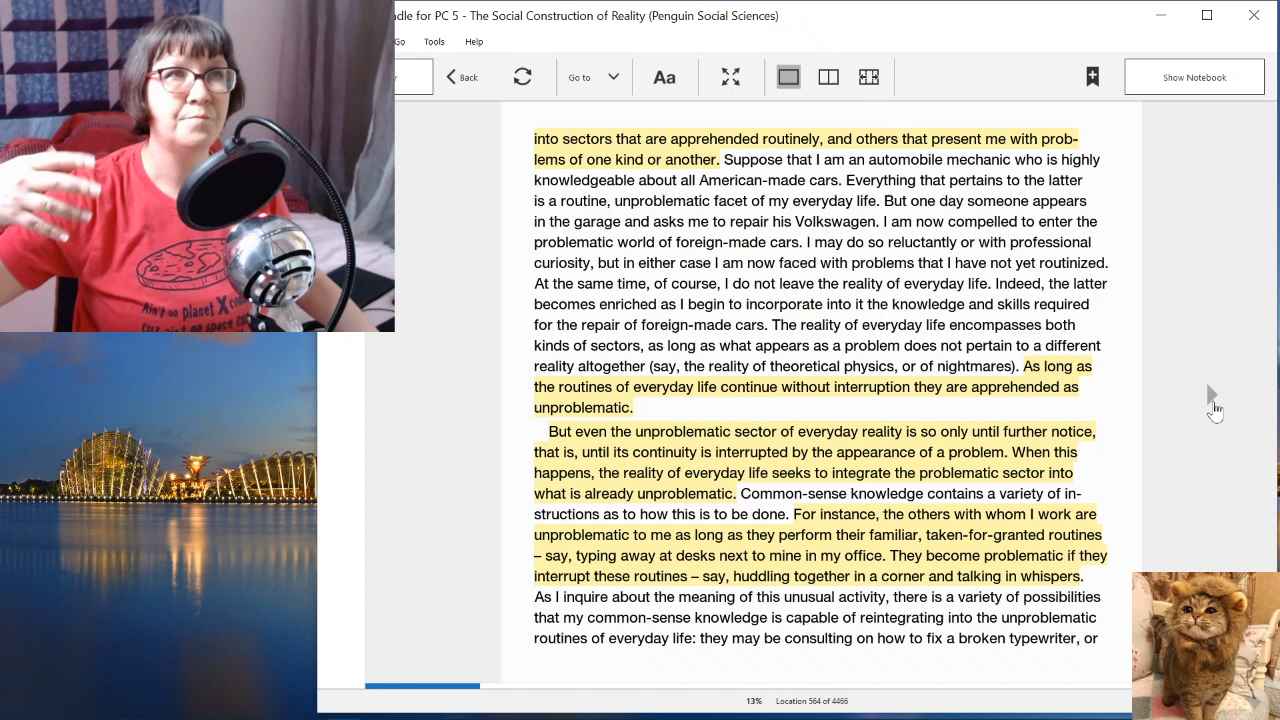 dle for PC 5 - The Social Construction of Reality (Penguin Social Sciences)
Go Tools Help
Back Go to Aa Show Notebook
into sectors that are apprehended routinely, and others that present me with prob-
lems of one kind or another. Suppose that I am an automobile mechanic who is highly
knowledgeable about all American-made cars. Everything that pertains to the latter
is a routine, unproblematic facet of my everyday life. But one day someone appears
in the garage and asks me to repair his Volkswagen. I am now compelled to enter the
problematic world of foreign-made cars. I may do so reluctantly or with professional
curiosity, but in either case I am now faced with problems that I have not yet routinized.
At the same time, of course, I do not leave the reality of everyday life. Indeed, the latter
becomes enriched as I begin to incorporate into it the knowledge and skills required
for the repair of foreign-made cars. The reality of everyday life encompasses both
kinds of sectors, as long as what appears as a problem does not pertain to a different
reality altogether (say, the reality of theoretical physics, or of nightmares). As long as
the routines of everyday life continue without interruption they are apprehended as
unproblematic.
But even the unproblematic sector of everyday reality is so only until further notice,
that is, until its continuity is interrupted by the appearance of a problem. When this
happens, the reality of everyday life seeks to integrate the problematic sector into
what is already unproblematic. Common-sense knowledge contains a variety of in-
structions as to how this is to be done. For instance, the others with whom I work are
unproblematic to me as long as they perform their familiar, taken-for-granted routines
– say, typing away at desks next to mine in my office. They become problematic if they
interrupt these routines – say, huddling together in a corner and talking in whispers.
As I inquire about the meaning of this unusual activity, there is a variety of possibilities
that my common-sense knowledge is capable of reintegrating into the unproblematic
routines of everyday life: they may be consulting on how to fix a broken typewriter, or
13% Location 564 of 4466
Ain't no planet X
cuz ain't no space